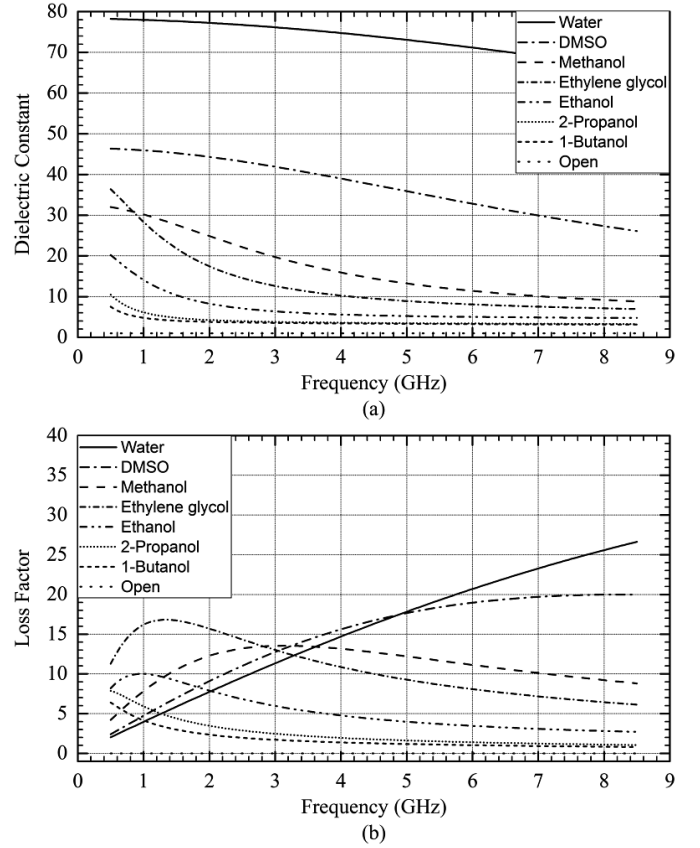 80
70
60
50
40
30
20
10
0
Dielectric Constant
Water
DMSO
Methanol
Ethylene glycol
Ethanol
2-Propanol
1-Butanol
Open
0 1 2 3 4 5 6 7 8 9
Frequency (GHz)
(a)
40
35
30
25
20
15
10
5
0
Loss Factor
Water
DMSO
Methanol
Ethylene glycol
Ethanol
2-Propanol
1-Butanol
Open
0 1 2 3 4 5 6 7 8 9
Frequency (GHz)
(b)